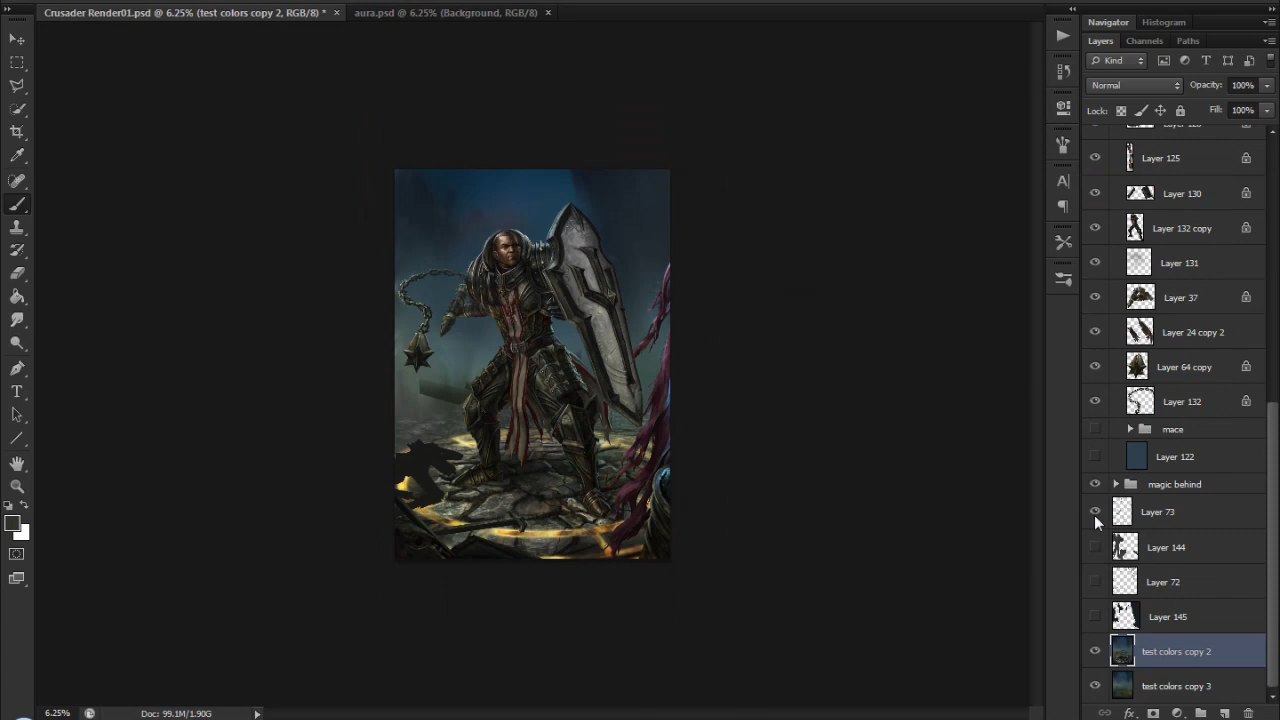 Crusader Render01.psd @ 6.25% (test colors copy 2, RGB/8) * ×
aura.psd @ 6.25% (Background, RGB/8) ×
Navigator Histogram
Layers Channels Paths
Kind T
Normal Opacity: 100%
Lock: Fill: 100%
Layer 125
Layer 130
Layer 132 copy
Layer 131
Layer 37
Layer 24 copy 2
Layer 64 copy
Layer 132
mace
Layer 122
magic behind
Layer 73
Layer 144
Layer 72
Layer 145
test colors copy 2
test colors copy 3
6.25% Doc: 99.1M/1.90G